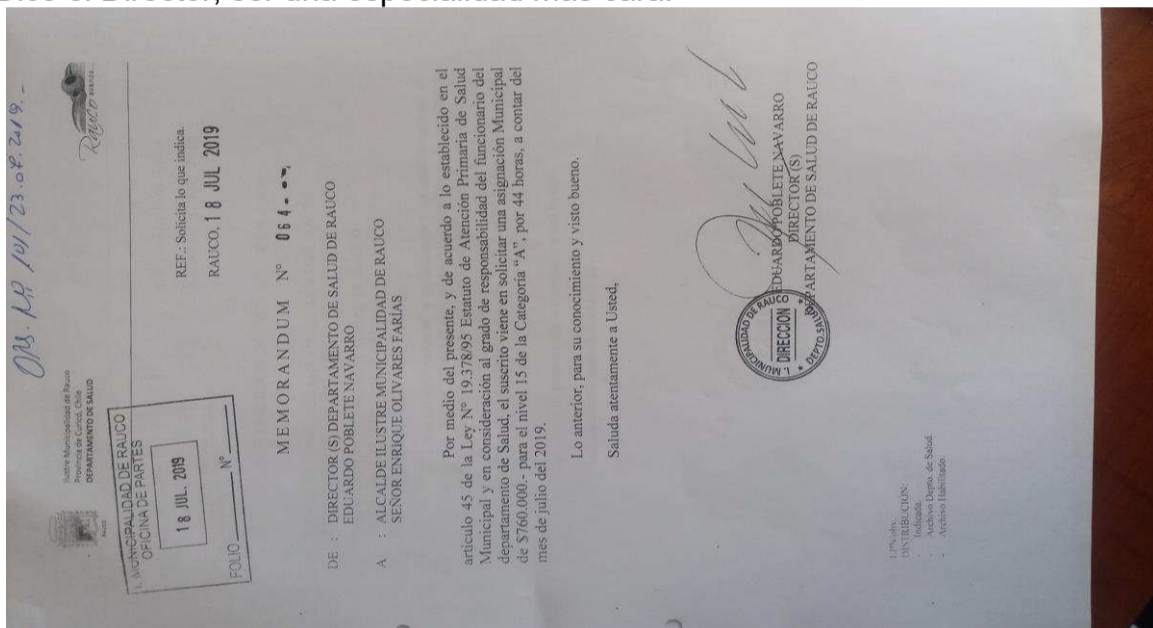 Dice el Director, ser una especialidad más cara.
Ilustre Municipalidad de Rauco
Provincia de Curicó, Chile
DEPARTAMENTO DE SALUD
Rauco avanza...
I. MUNICIPALIDAD DE RAUCO
OFICINA DE PARTES
18 JUL. 2019
FOLIO Nº
REF.: Solicita lo que indica.
RAUCO, 18 JUL 2019
MEMORANDUM Nº 064
DE : DIRECTOR (S) DEPARTAMENTO DE SALUD DE RAUCO
EDUARDO POBLETE NAVARRO
A : ALCALDE ILUSTRE MUNICIPALIDAD DE RAUCO
SEÑOR ENRIQUE OLIVARES FARÍAS
Por medio del presente, y de acuerdo a lo establecido en el
articulo 45 de la Ley Nº 19.378/95 Estatuto de Atención Primaria de Salud
Municipal y en consideración al grado de responsabilidad del funcionario del
departamento de Salud, el suscrito viene en solicitar una asignación Municipal
de $760.000.- para el nivel 15 de la Categoría "A", por 44 horas, a contar del
mes de julio del 2019.
Lo anterior, para su conocimiento y visto bueno.
Saluda atentamente a Usted,
I. MUNICIPALIDAD DE RAUCO
DIRECCION
* DEPTO. SALUD *
EDUARDO POBLETE NAVARRO
DIRECTOR (S)
DEPARTAMENTO DE SALUD DE RAUCO
DISTRIBUCION:
- Indicada.
- Archivo Depto. de Salud.
- Archivo Habilitado.